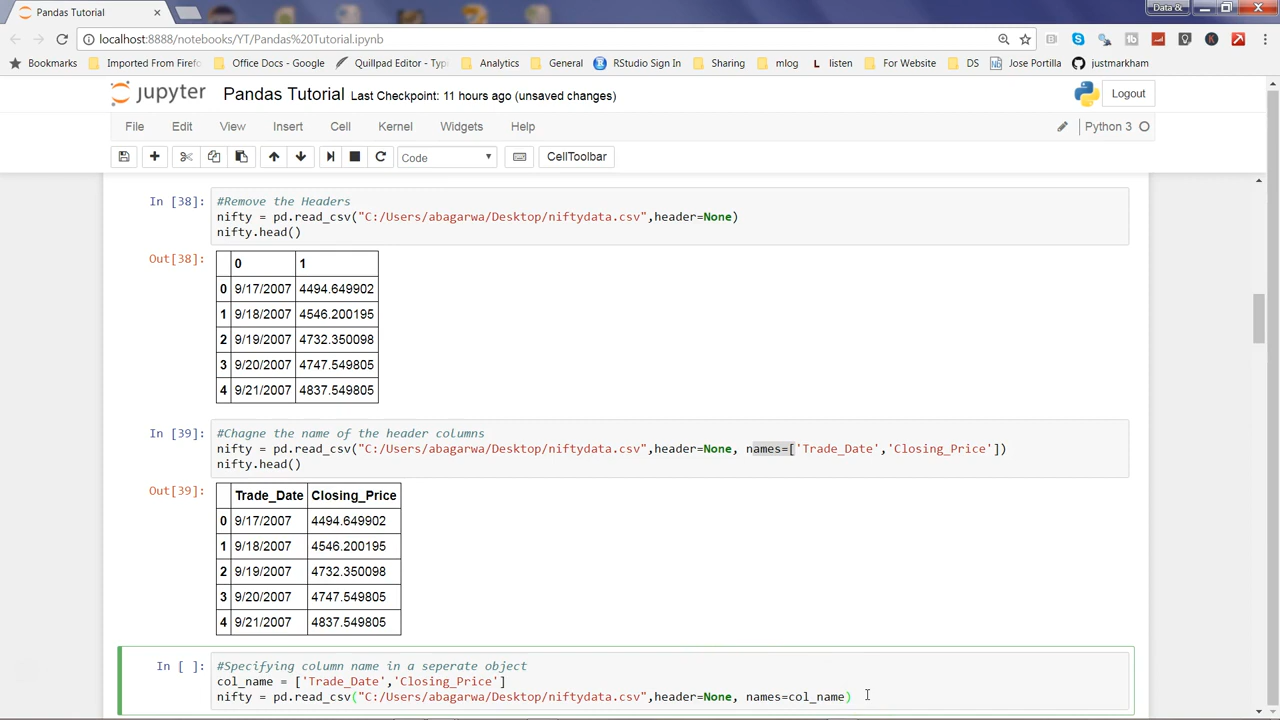 Pandas Tutorial
Data &
localhost:8888/notebooks/YT/Pandas%20Tutorial.ipynb
Bookmarks Imported From Firefo Office Docs - Google Quillpad Editor - Type Analytics General RStudio Sign In Sharing mlog L listen For Website DS Jose Portilla justmarkham
jupyter Pandas Tutorial Last Checkpoint: 11 hours ago (unsaved changes) Logout
File Edit View Insert Cell Kernel Widgets Help Python 3
Code CellToolbar
In [38]: #Remove the Headers
nifty = pd.read_csv("C:/Users/abagarwa/Desktop/niftydata.csv",header=None)
nifty.head()
Out[38]:
0 1
0 9/17/2007 4494.649902
1 9/18/2007 4546.200195
2 9/19/2007 4732.350098
3 9/20/2007 4747.549805
4 9/21/2007 4837.549805
In [39]: #Chagne the name of the header columns
nifty = pd.read_csv("C:/Users/abagarwa/Desktop/niftydata.csv",header=None, names=['Trade_Date','Closing_Price'])
nifty.head()
Out[39]:
Trade_Date Closing_Price
0 9/17/2007 4494.649902
1 9/18/2007 4546.200195
2 9/19/2007 4732.350098
3 9/20/2007 4747.549805
4 9/21/2007 4837.549805
In [ ]: #Specifying column name in a seperate object
col_name = ['Trade_Date','Closing_Price']
nifty = pd.read_csv("C:/Users/abagarwa/Desktop/niftydata.csv",header=None, names=col_name)